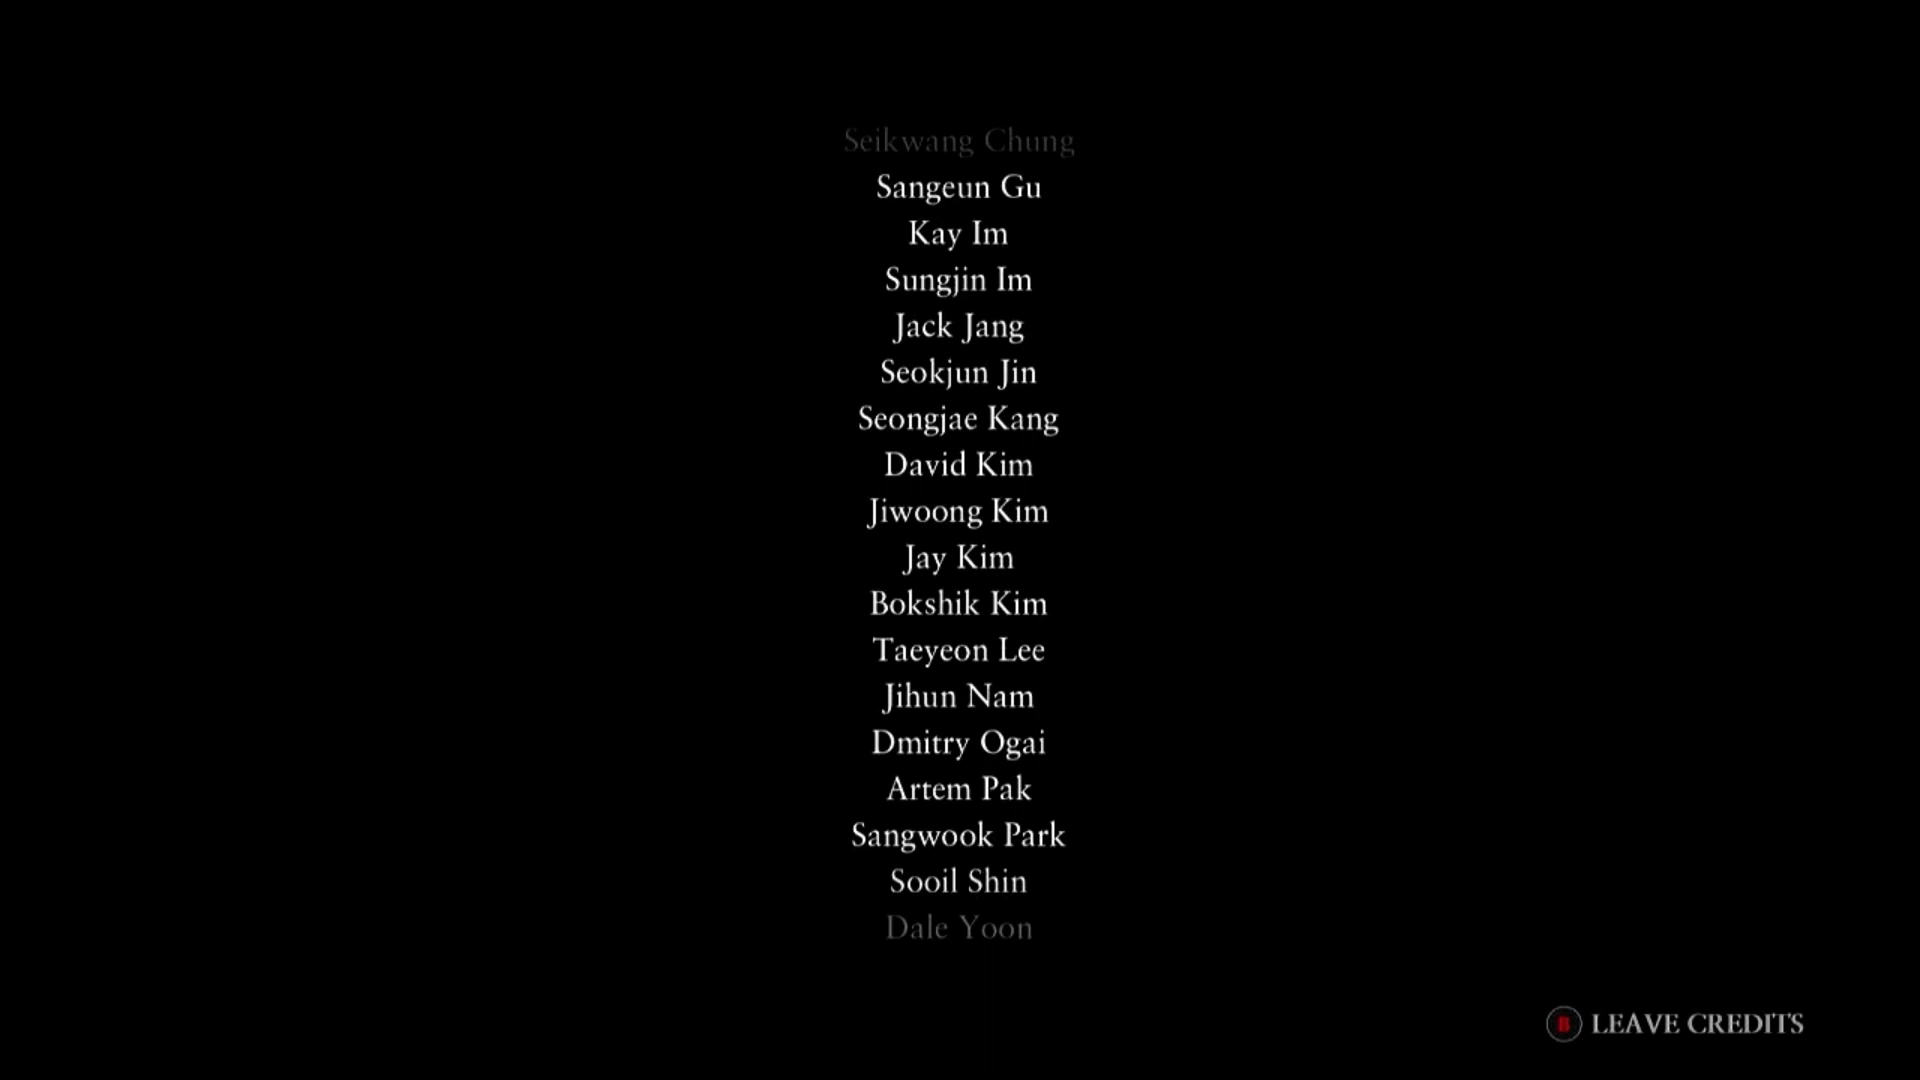 Seikwang Chung
Sangeun Gu
Kay Im
Sungjin Im
Jack Jang
Seokjun Jin
Seongjae Kang
David Kim
Jiwoong Kim
Jay Kim
Bokshik Kim
Taeyeon Lee
Jihun Nam
Dmitry Ogai
Artem Pak
Sangwook Park
Sooil Shin
Dale Yoon
B LEAVE CREDITS